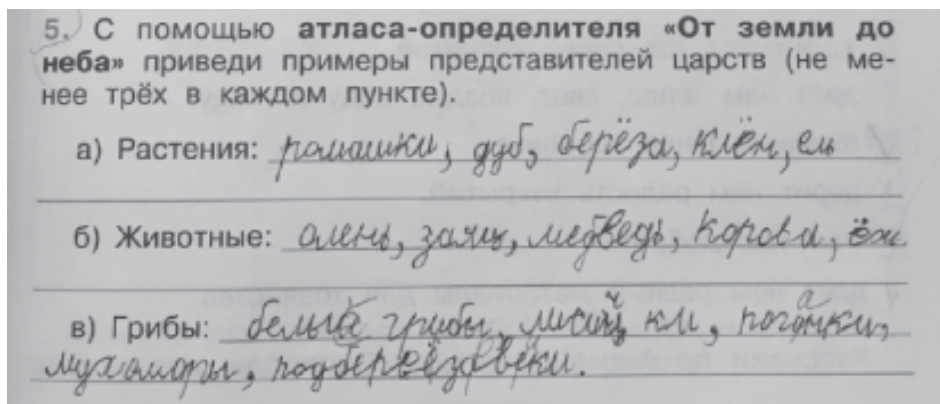 5. С помощью атласа-определителя «От земли до
неба» приведи примеры представителей царств (не ме-
нее трёх в каждом пункте).
а) Растения: ромашки, дуб, берёза, клён, ель
б) Животные: олень, заяц, медведь, корова, ёж
в) Грибы: белые грибы, лисички, поганки,
мухоморы, подберёзовики.